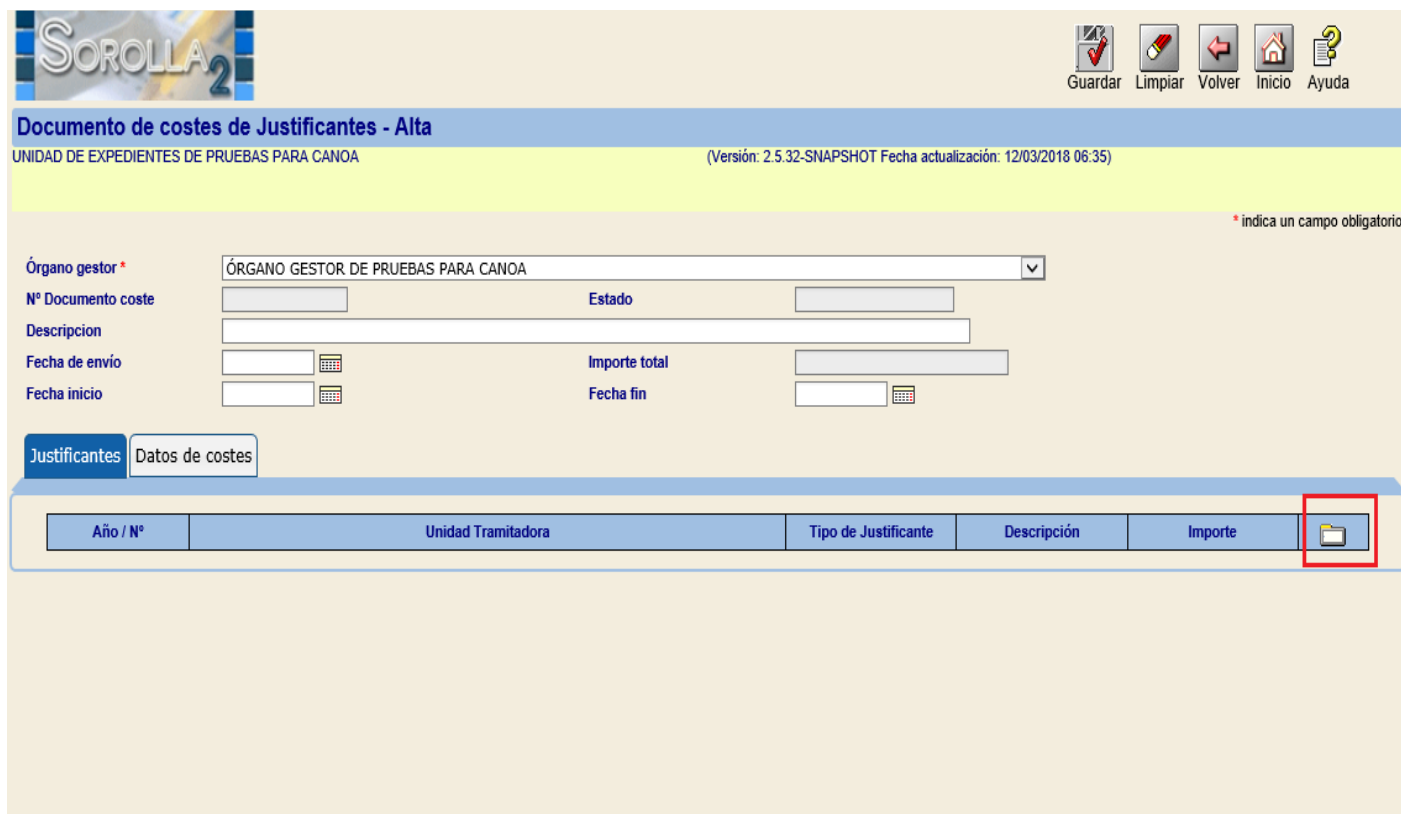 SOROLLA2
Guardar Limpiar Volver Inicio Ayuda
Documento de costes de Justificantes - Alta
UNIDAD DE EXPEDIENTES DE PRUEBAS PARA CANOA (Versión: 2.5.32-SNAPSHOT Fecha actualización: 12/03/2018 06:35)
* indica un campo obligatorio
Órgano gestor * ÓRGANO GESTOR DE PRUEBAS PARA CANOA
Nº Documento coste Estado
Descripcion
Fecha de envío Importe total
Fecha inicio Fecha fin
Justificantes Datos de costes
Año / Nº Unidad Tramitadora Tipo de Justificante Descripción Importe